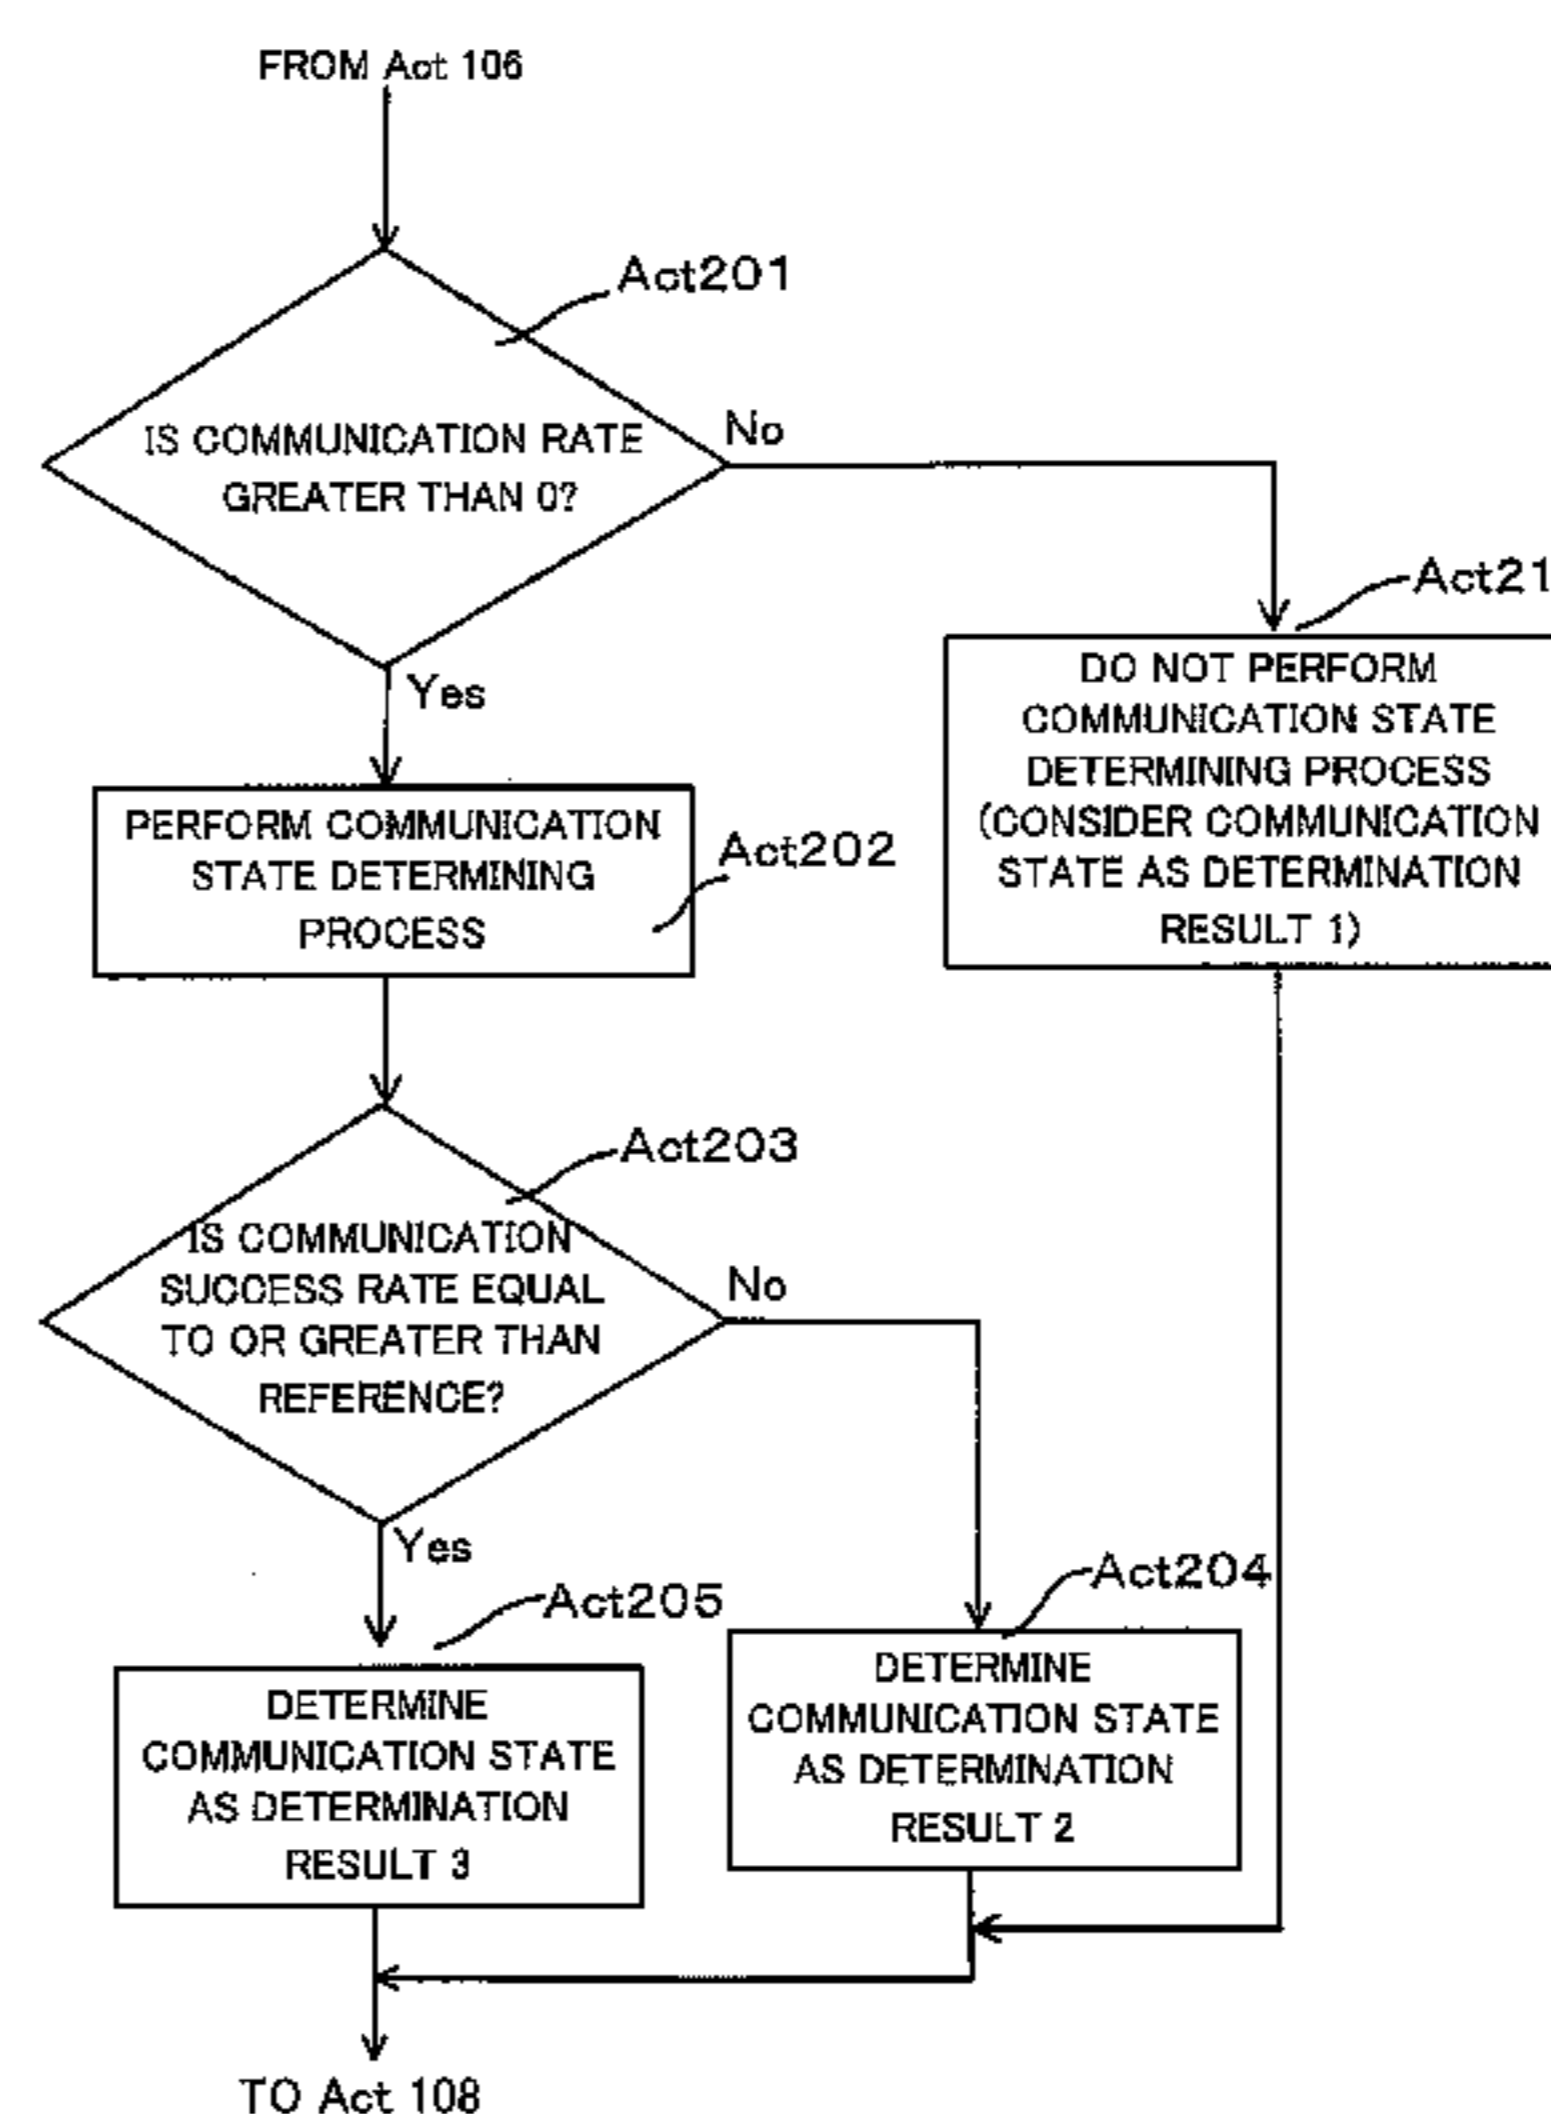 FROM Act 106
Act201
IS COMMUNICATION RATE
GREATER THAN 0?
No
Yes
Act21
DO NOT PERFORM
COMMUNICATION STATE
DETERMINING PROCESS
(CONSIDER COMMUNICATION
STATE AS DETERMINATION
RESULT 1)
PERFORM COMMUNICATION
STATE DETERMINING
PROCESS
Act202
Act203
IS COMMUNICATION
SUCCESS RATE EQUAL
TO OR GREATER THAN
REFERENCE?
No
Yes
Act205
DETERMINE
COMMUNICATION STATE
AS DETERMINATION
RESULT 3
Act204
DETERMINE
COMMUNICATION STATE
AS DETERMINATION
RESULT 2
TO Act 108